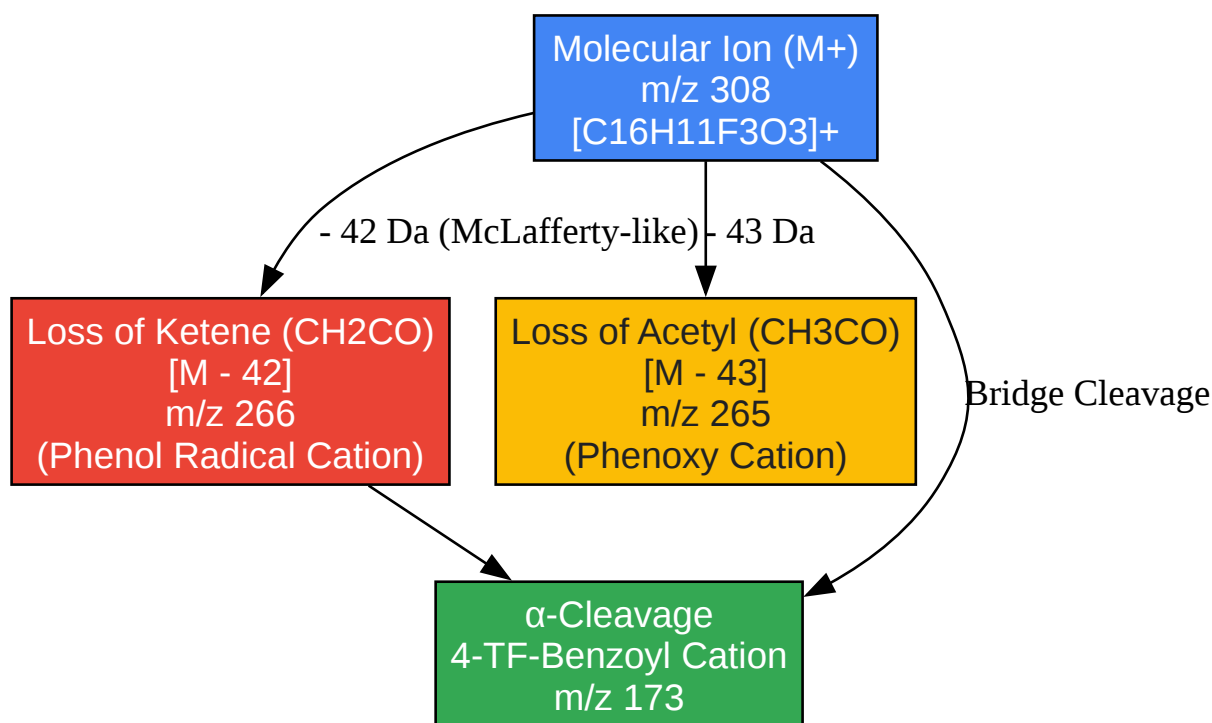 Molecular Ion (M+)
m/z 308
[C16H11F3O3]+
- 42 Da (McLafferty-like)
- 43 Da
Loss of Ketene (CH2CO)
[M - 42]
m/z 266
(Phenol Radical Cation)
Loss of Acetyl (CH3CO)
[M - 43]
m/z 265
(Phenoxy Cation)
Bridge Cleavage
α-Cleavage
4-TF-Benzoyl Cation
m/z 173